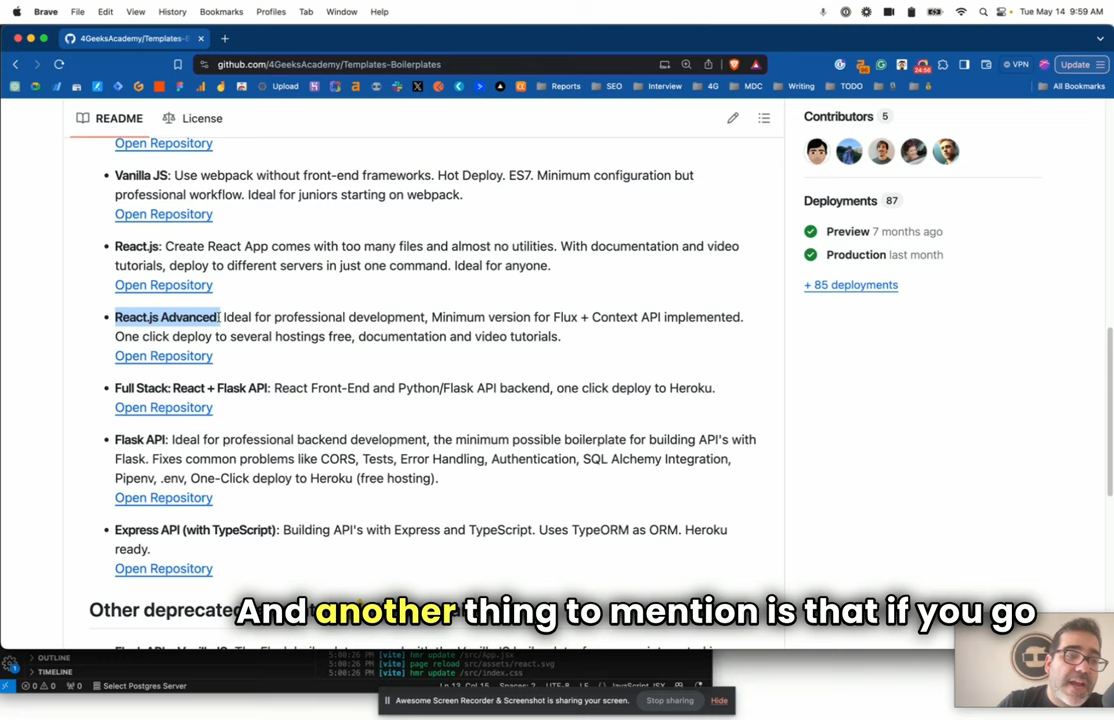 Brave File Edit View History Bookmarks Profiles Tab Window Help Tue May 14 9:59 AM
4GeeksAcademy/Templates-B
github.com/4GeeksAcademy/Templates-Boilerplates VPN Update
Upload Reports SEO Interview 4G MDC Writing TODO All Bookmarks
README License
Open Repository
Vanilla JS: Use webpack without front-end frameworks. Hot Deploy. ES7. Minimum configuration but
professional workflow. Ideal for juniors starting on webpack.
Open Repository
React.js: Create React App comes with too many files and almost no utilities. With documentation and video
tutorials, deploy to different servers in just one command. Ideal for anyone.
Open Repository
React.js Advanced: Ideal for professional development, Minimum version for Flux + Context API implemented.
One click deploy to several hostings free, documentation and video tutorials.
Open Repository
Full Stack: React + Flask API: React Front-End and Python/Flask API backend, one click deploy to Heroku.
Open Repository
Flask API: Ideal for professional backend development, the minimum possible boilerplate for building API's with
Flask. Fixes common problems like CORS, Tests, Error Handling, Authentication, SQL Alchemy Integration,
Pipenv, .env, One-Click deploy to Heroku (free hosting).
Open Repository
Express API (with TypeScript): Building API's with Express and TypeScript. Uses TypeORM as ORM. Heroku
ready.
Open Repository
Other deprecated
Contributors 5
Deployments 87
Preview 7 months ago
Production last month
+ 85 deployments
And another thing to mention is that if you go
OUTLINE
TIMELINE
[vite] hmr update /src/App.jsx
5:00:24 AM [vite] page reload src/assets/react.svg
5:00:26 AM [vite] hmr update /src/index.css
0 0 0 Select Postgres Server
Awesome Screen Recorder & Screenshot is sharing your screen. Stop sharing Hide